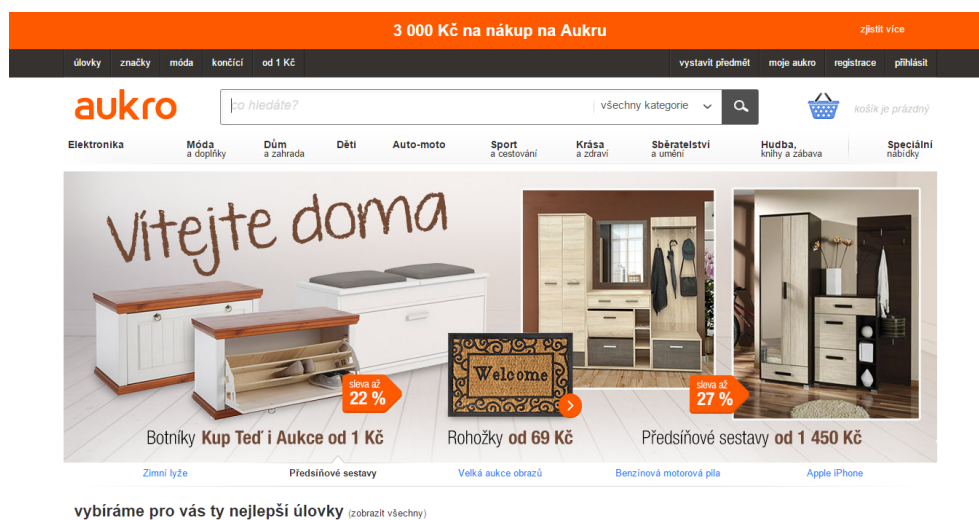 3 000 Kč na nákup na Aukru
zjistit více
úlovky značky móda končící od 1 Kč vystavit předmět moje aukro registrace přihlásit
aukro
co hledáte?
všechny kategorie
košík je prázdný
Elektronika
Móda
a doplňky
Dům
a zahrada
Děti
Auto-moto
Sport
a cestování
Krása
a zdraví
Sběratelství
a umění
Hudba,
knihy a zábava
Speciální
nabídky
Vítejte doma
Welcome
sleva až
22 %
sleva až
27 %
Botníky Kup Teď i Aukce od 1 Kč
Rohožky od 69 Kč
Předsíňové sestavy od 1 450 Kč
Zimní lyže Předsíňové sestavy Velká aukce obrazů Benzínová motorová pila Apple iPhone
vybíráme pro vás ty nejlepší úlovky (zobrazit všechny)